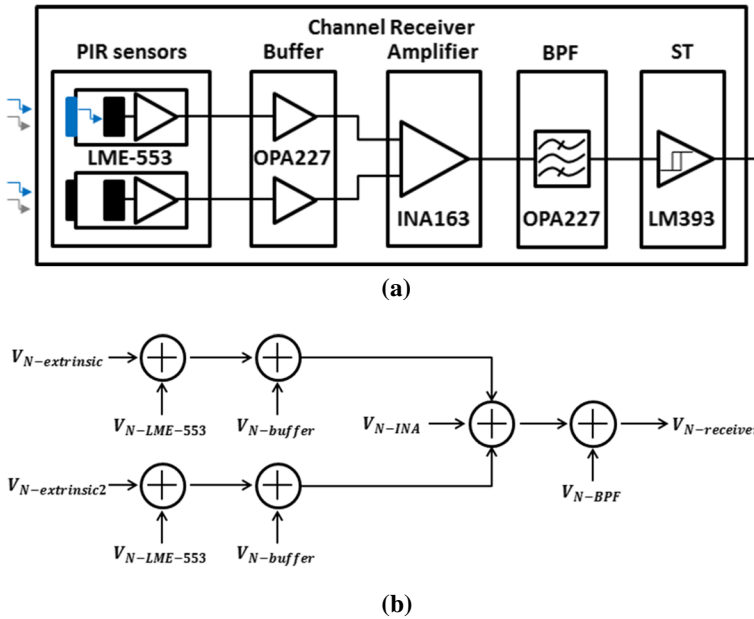 Channel Receiver
PIR sensors Buffer Amplifier BPF ST
LME-553 OPA227
INA163 OPA227 LM393
(a)
V_{N-extrinsic}
V_{N-LME-553} V_{N-buffer} V_{N-INA} V_{N-receiver}
V_{N-extrinsic2}
V_{N-BPF}
V_{N-LME-553} V_{N-buffer}
(b)